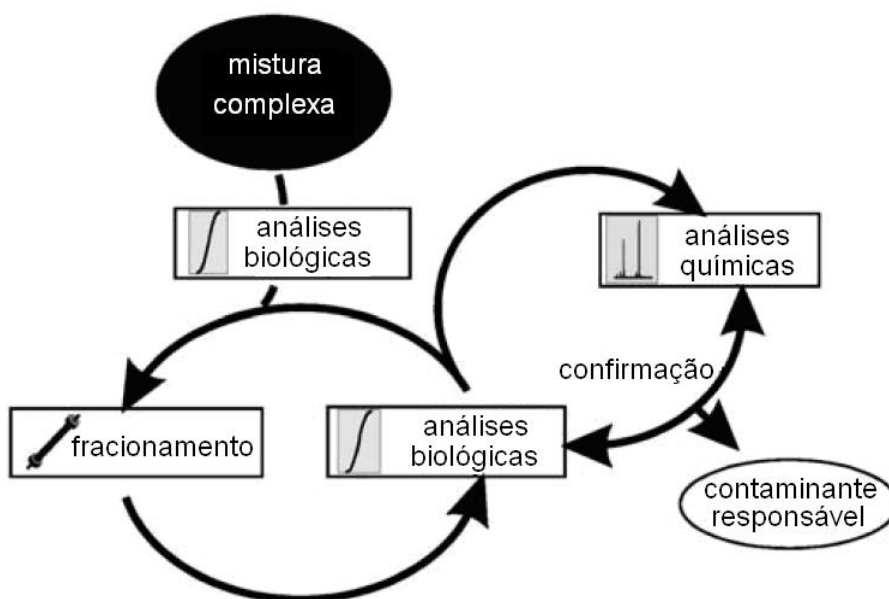 mistura
complexa
análises
biológicas
análises
químicas
confirmação
fracionamento
análises
biológicas
contaminante
responsável